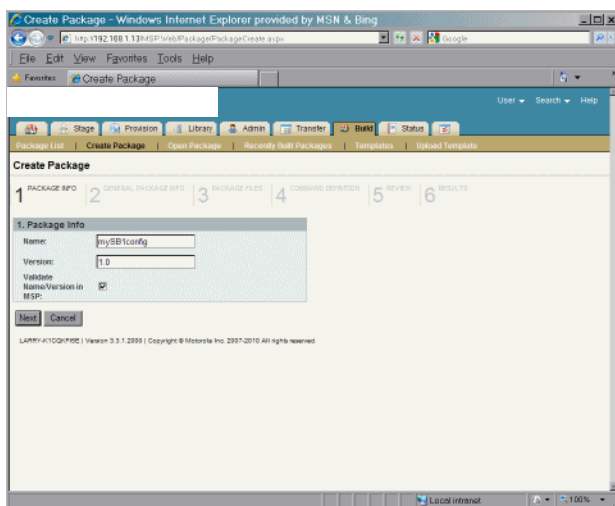 Create Package - Windows Internet Explorer provided by MSN & Bing
http://192.168.1.13/MSP.Web/Package/PackageCreate.aspx
Google
File Edit View Favorites Tools Help
Favorites Create Package
User Search Help
Stage Provision Library Admin Transfer Build Status
Package List | Create Package | Open Package | Recently Built Packages | Templates | Upload Template
Create Package
1 PACKAGE INFO 2 GENERAL PACKAGE INFO 3 PACKAGE FILES 4 COMMAND DEFINITION 5 REVIEW 6 RESULTS
1. Package Info
Name: mySB1config
Version: 1.0
Validate
Name/Version in
MSP:
Next Cancel
Version 3.3.1.2000 | Copyright © Motorola Inc. 2007-2010 All rights reserved.
Local intranet 100%